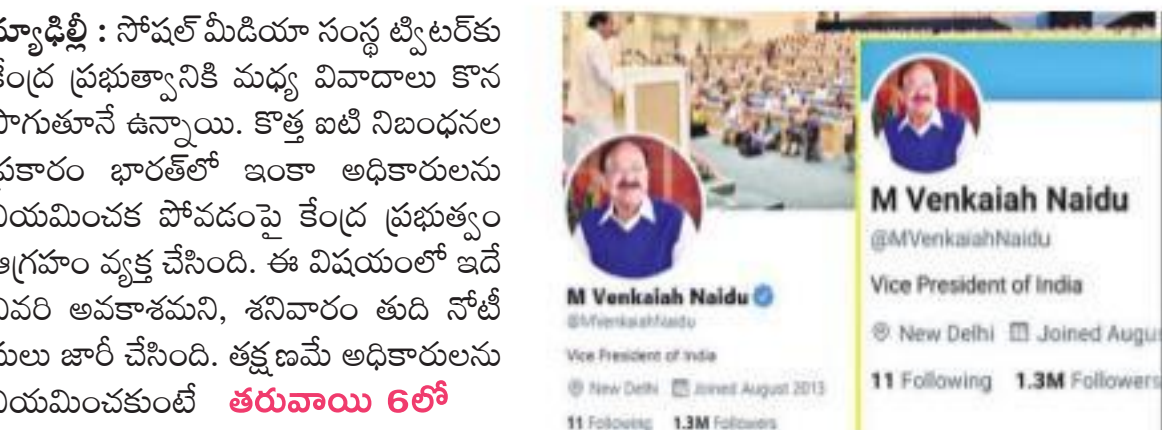 న్యూఢిల్లీ : సోషల్ మీడియా సంస్థ ట్విటర్‌కు
కేంద్ర ప్రభుత్వానికి మధ్య వివాదాలు కొన
సాగుతూనే ఉన్నాయి. కొత్త ఐటి నిబంధనల
ప్రకారం భారత్‌లో ఇంకా అధికారులను
నియమించక పోవడంపై కేంద్ర ప్రభుత్వం
ఆగ్రహం వ్యక్త చేసింది. ఈ విషయంలో ఇదే
చివరి అవకాశమని, శనివారం తుది నోటీ
సులు జారీ చేసింది. తక్షణమే అధికారులను
నియమించకుంటే తరువాయి 6లో
M Venkaiah Naidu
@MVenkaiahNaidu
Vice President of India
New Delhi Joined August 2013
11 Following 1.3M Followers
M Venkaiah Naidu
@MVenkaiahNaidu
Vice President of India
New Delhi Joined Augu
11 Following 1.3M Followers